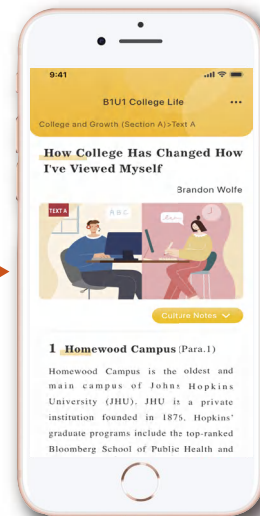 9:41
B1U1 College Life
College and Growth (Section A)>Text A
How College Has Changed How
I've Viewed Myself
Brandon Wolfe
TEXT A
ABC
Culture Notes
1 Homewood Campus (Para.1)
Homewood Campus is the oldest and
main campus of Johns Hopkins
University (JHU). JHU is a private
institution founded in 1876. Hopkins'
graduate programs include the top-ranked
Bloomberg School of Public Health and